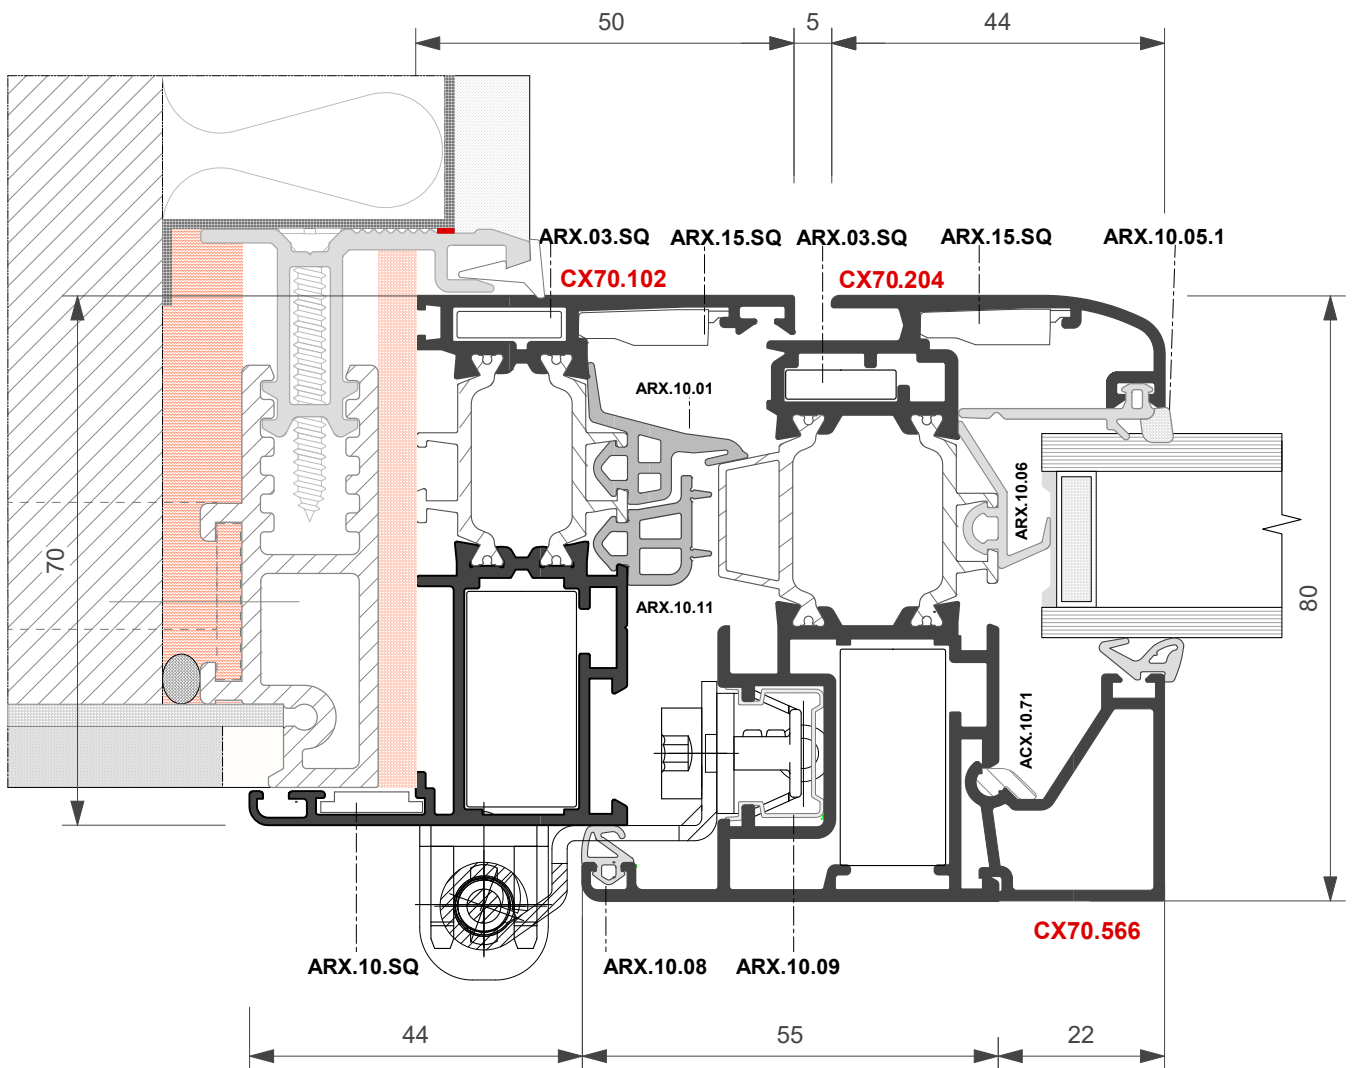 50 5 44
ARX.03.SQ ARX.15.SQ ARX.03.SQ ARX.15.SQ ARX.10.05.1
CX70.102 CX70.204
ARX.10.01
ARX.10.06
70
80
ARX.10.11
ACX.10.71
CX70.566
ARX.10.SQ ARX.10.08 ARX.10.09
44 55 22